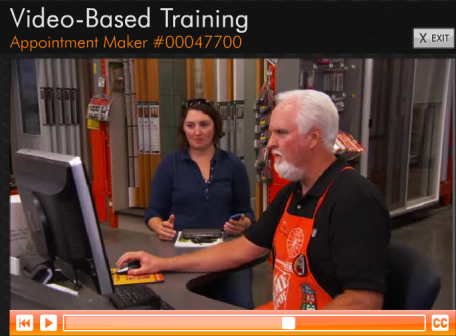 Video-Based Training
Appointment Maker #00047700
X EXIT
CC